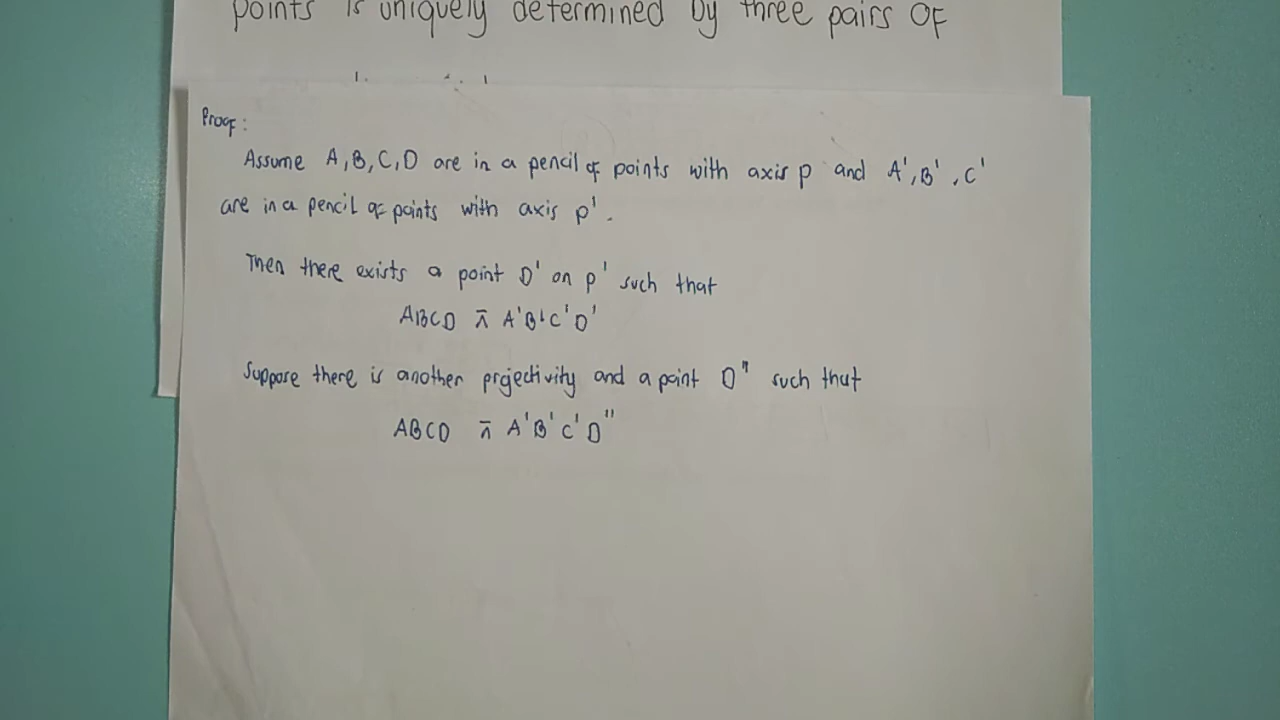 points is uniquely determined by three pairs of
Proof:
Assume A, B, C, D are in a pencil of points with axis p and A', B', C'
are in a pencil of points with axis p'.
Then there exists a point D' on p' such that
ABCD ⊼ A'B'C'D'
Suppose there is another projectivity and a point D" such that
ABCD ⊼ A'B'C'D"